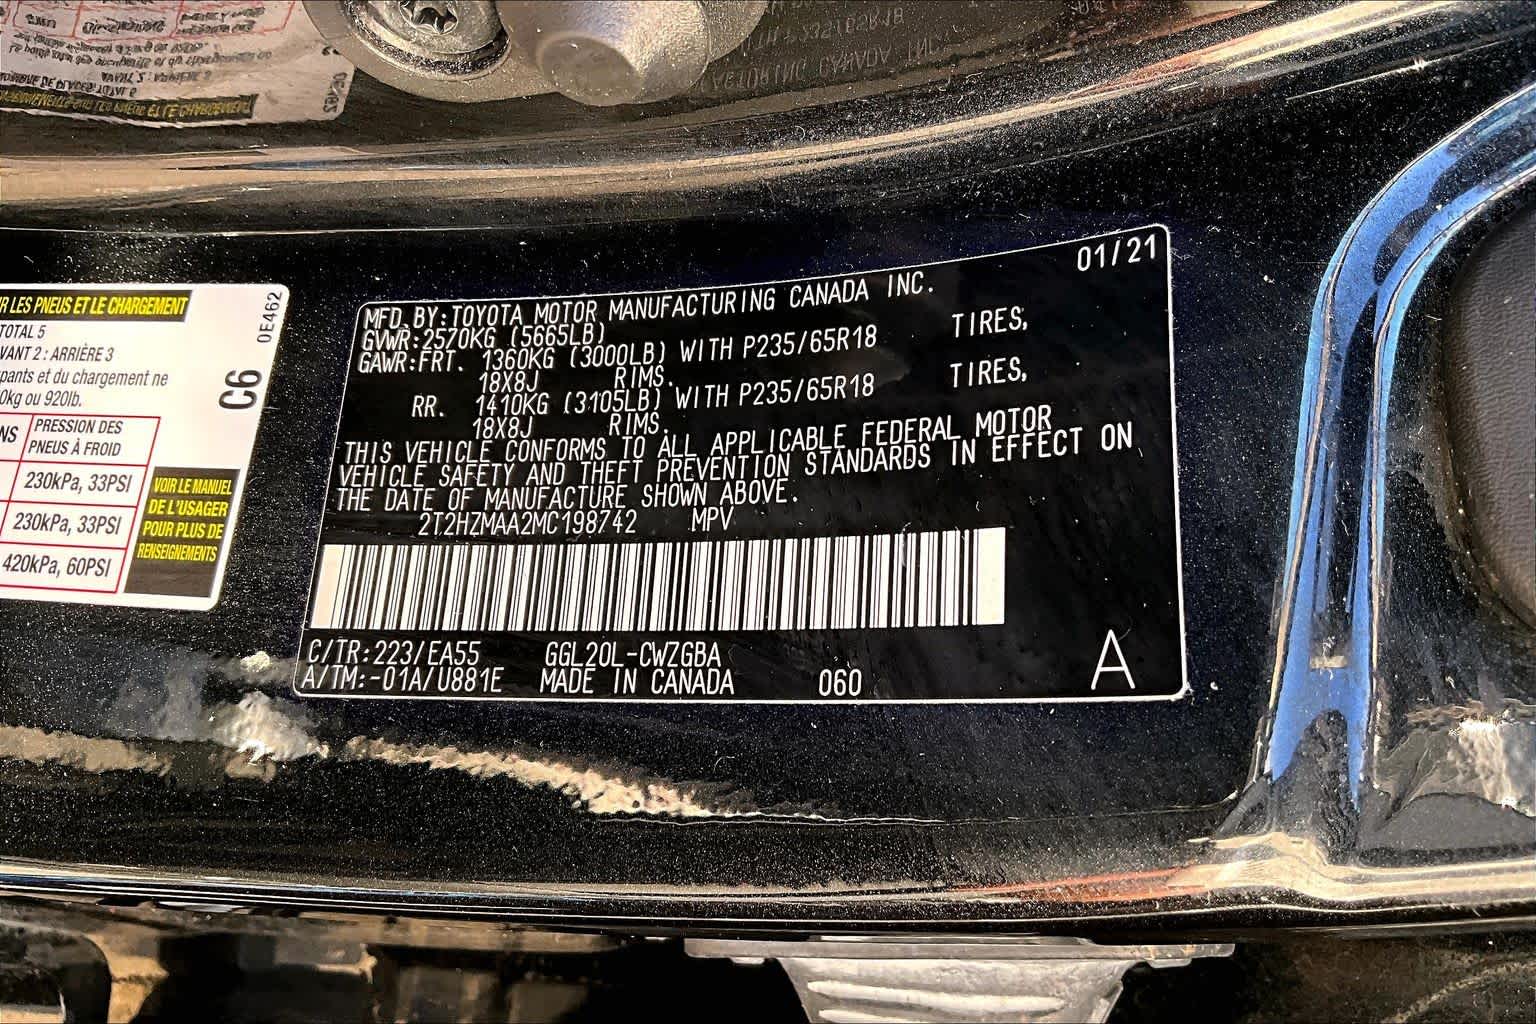 R LES PNEUS ET LE CHARGEMENT
TOTAL 5
VANT 2 : ARRIÈRE 3
pants et du chargement ne
0kg ou 920lb.
NS PRESSION DES
PNEUS À FROID
230kPa, 33PSI
230kPa, 33PSI
420kPa, 60PSI
VOIR LE MANUEL
DE L'USAGER
POUR PLUS DE
RENSEIGNEMENTS
0E462
C6
01/21
MFD. BY:TOYOTA MOTOR MANUFACTURING CANADA INC.
GVWR:2570KG (5665LB)
GAWR:FRT. 1360KG (3000LB) WITH P235/65R18 TIRES,
18X8J RIMS.
RR. 1410KG (3105LB) WITH P235/65R18 TIRES,
18X8J RIMS.
THIS VEHICLE CONFORMS TO ALL APPLICABLE FEDERAL MOTOR
VEHICLE SAFETY AND THEFT PREVENTION STANDARDS IN EFFECT ON
THE DATE OF MANUFACTURE SHOWN ABOVE.
2T2HZMAA2MC198742 MPV
C/TR:223/EA55 GGL20L-CWZGBA
A/TM:-01A/U881E MADE IN CANADA 060
A